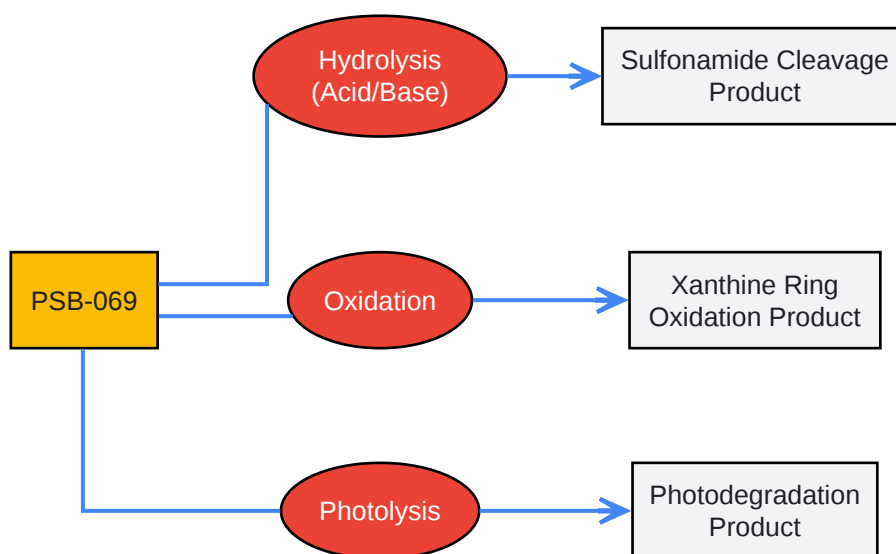 Hydrolysis
(Acid/Base)
Sulfonamide Cleavage
Product
PSB-069
Oxidation
Xanthine Ring
Oxidation Product
Photolysis
Photodegradation
Product